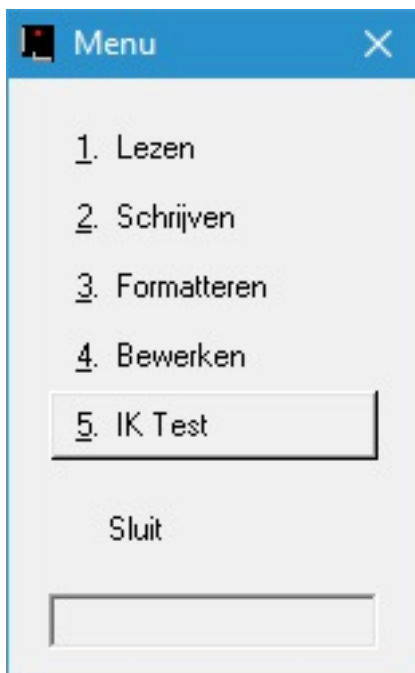 Menu
1. Lezen
2. Schrijven
3. Formatteren
4. Bewerken
5. IK Test
Sluit